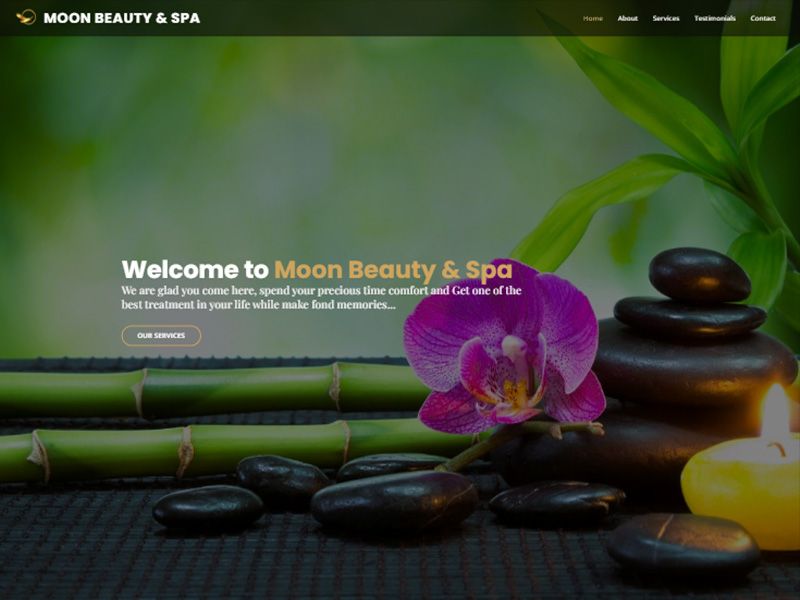 MOON BEAUTY & SPA
Home About Services Testimonials Contact
Welcome to Moon Beauty & Spa
We are glad you come here, spend your precious time comfort and Get one of the
best treatment in your life while make fond memories...
OUR SERVICES